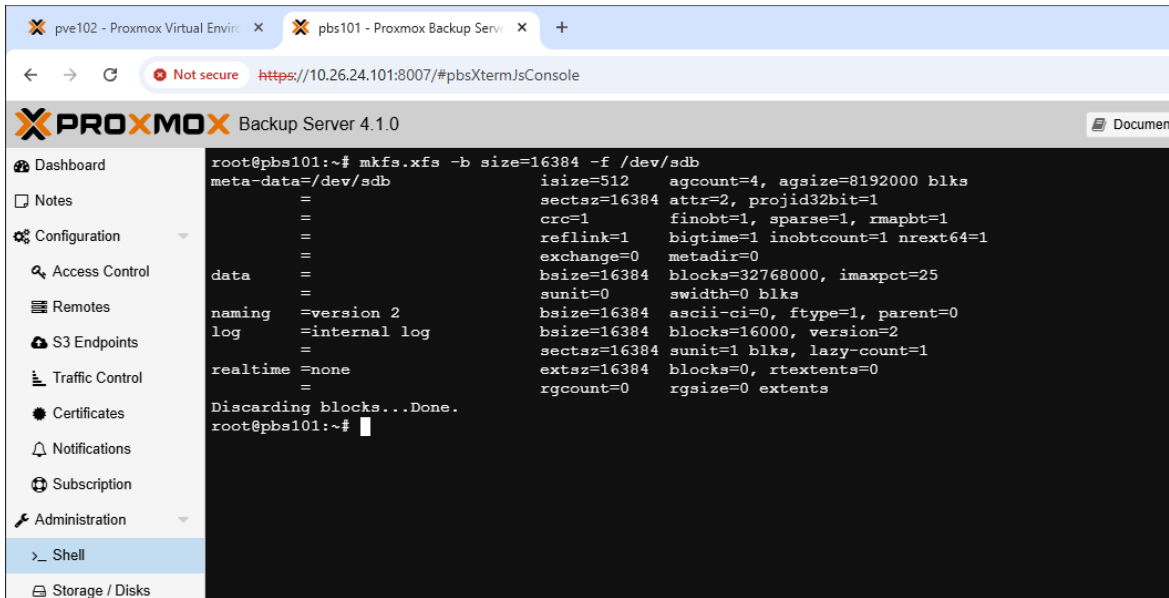 pve102 - Proxmox Virtual Enviro
pbs101 - Proxmox Backup Serve
Not secure https://10.26.24.101:8007/#pbsXtermJsConsole
PROXMOX Backup Server 4.1.0
Documen
Dashboard
Notes
Configuration
Access Control
Remotes
S3 Endpoints
Traffic Control
Certificates
Notifications
Subscription
Administration
>_ Shell
Storage / Disks
root@pbs101:~# mkfs.xfs -b size=16384 -f /dev/sdb
meta-data=/dev/sdb isize=512 agcount=4, agsize=8192000 blks
= sectsz=16384 attr=2, projid32bit=1
= crc=1 finobt=1, sparse=1, rmapbt=1
= reflink=1 bigtime=1 inobtcount=1 nrext64=1
= exchange=0 metadir=0
data = bsize=16384 blocks=32768000, imaxpct=25
= sunit=0 swidth=0 blks
naming =version 2 bsize=16384 ascii-ci=0, ftype=1, parent=0
log =internal log bsize=16384 blocks=16000, version=2
= sectsz=16384 sunit=1 blks, lazy-count=1
realtime =none extsz=16384 blocks=0, rtextents=0
= rgcount=0 rgsize=0 extents
Discarding blocks...Done.
root@pbs101:~#